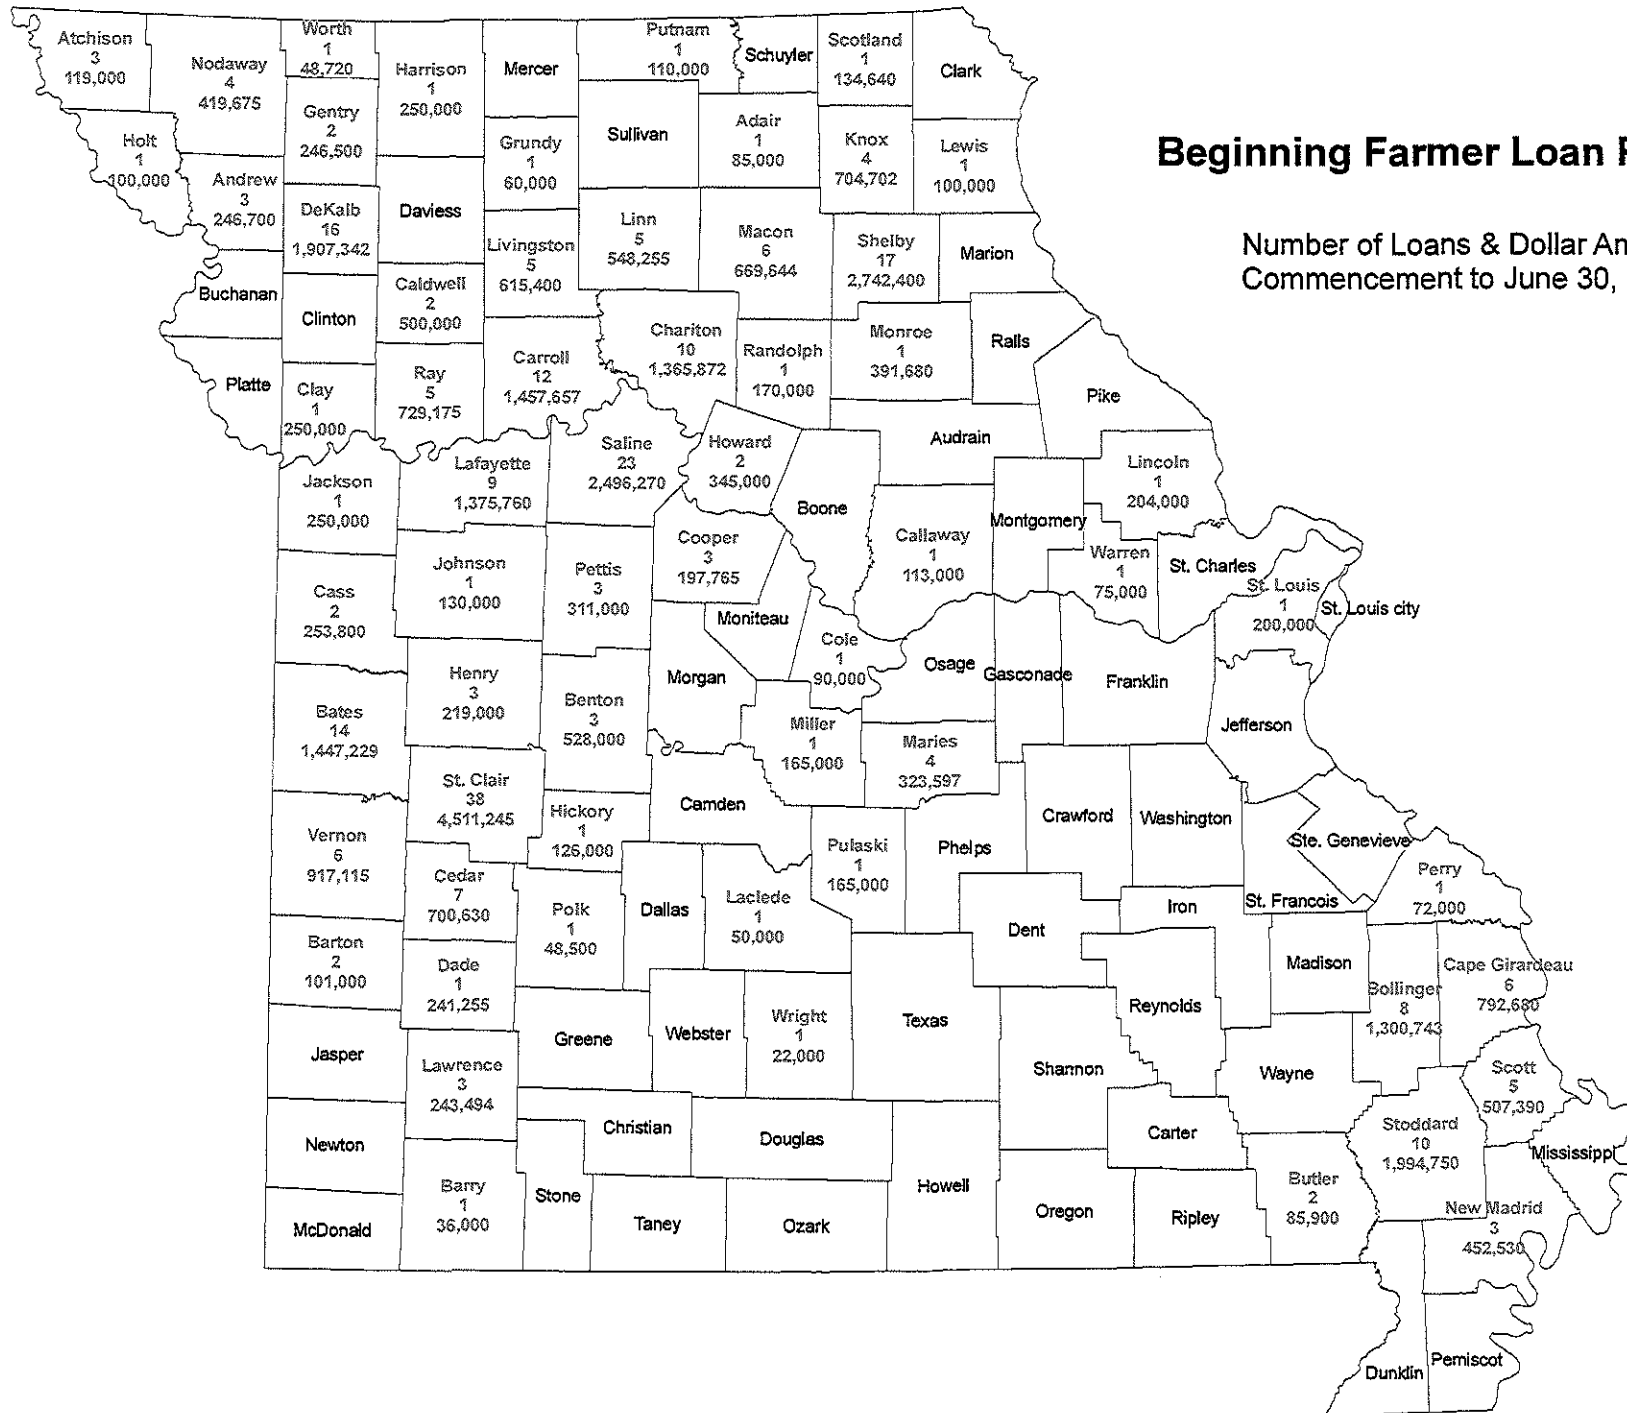 Beginning Farmer Loan P
Number of Loans & Dollar An
Commencement to June 30,
Atchison
3
119,000
Nodaway
4
419,675
Worth
1
48,720
Harrison
1
250,000
Mercer
Putnam
1
110,000
Schuyler
Scotland
1
134,640
Clark
Holt
1
100,000
Gentry
2
246,500
Grundy
1
60,000
Sullivan
Adair
1
85,000
Knox
4
704,702
Lewis
1
100,000
Andrew
3
246,700
DeKalb
16
1,907,342
Daviess
Livingston
5
615,400
Linn
5
548,255
Macon
6
669,644
Shelby
17
2,742,400
Marion
Buchanan
Clinton
Caldwell
2
500,000
Carroll
12
1,457,657
Chariton
10
1,365,872
Randolph
1
170,000
Monroe
1
391,680
Ralls
Pike
Platte
Clay
1
250,000
Ray
5
729,175
Audrain
Jackson
1
250,000
Lafayette
9
1,375,760
Saline
23
2,496,270
Howard
2
345,000
Boone
Lincoln
1
204,000
Montgomery
Callaway
1
113,000
Warren
1
75,000
St. Charles
St. Louis
1
200,000
St. Louis city
Cass
2
253,800
Johnson
1
130,000
Pettis
3
311,000
Cooper
3
197,765
Moniteau
Cole
1
90,000
Osage
Gasconade
Franklin
Jefferson
Bates
14
1,447,229
Henry
3
219,000
Benton
3
528,000
Morgan
Miller
1
165,000
Maries
4
323,597
Vernon
6
917,115
St. Clair
38
4,511,245
Hickory
1
126,000
Camden
Pulaski
1
165,000
Phelps
Crawford
Washington
Ste. Genevieve
St. Francois
Perry
1
72,000
Cedar
7
700,630
Polk
1
48,500
Dallas
Laclede
1
50,000
Dent
Iron
Madison
Bollinger
8
1,300,743
Cape Girardeau
6
792,680
Barton
2
101,000
Dade
1
241,255
Greene
Webster
Wright
1
22,000
Texas
Reynolds
Shannon
Wayne
Scott
5
507,390
Jasper
Lawrence
3
243,494
Christian
Douglas
Carter
Stoddard
10
1,994,750
Mississippi
Newton
Barry
1
36,000
Stone
Taney
Ozark
Howell
Oregon
Ripley
Butler
2
85,900
New Madrid
3
452,530
McDonald
Dunklin
Pemiscot